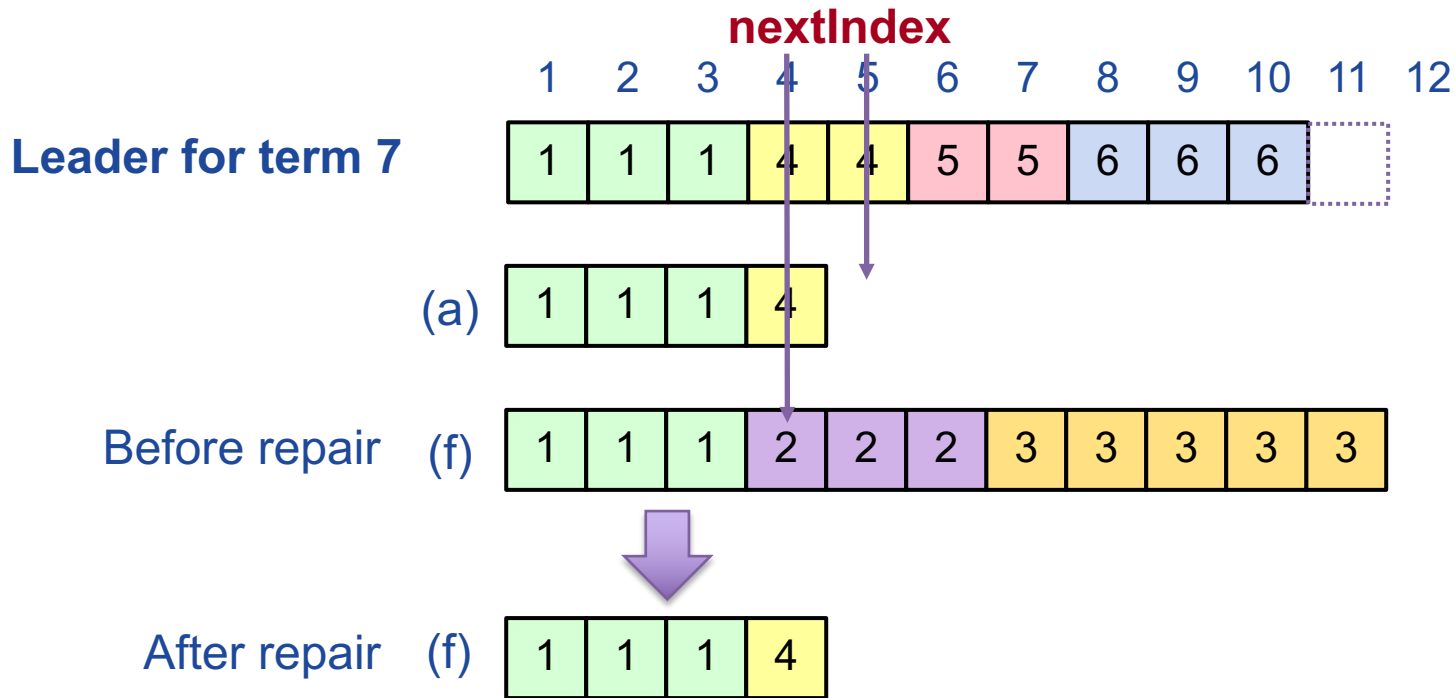 nextIndex
1 2 3 4 5 6 7 8 9 10 11 12
Leader for term 7 1 1 1 4 4 5 5 6 6 6
(a) 1 1 1 4
Before repair (f) 1 1 1 2 2 2 3 3 3 3 3
After repair (f) 1 1 1 4